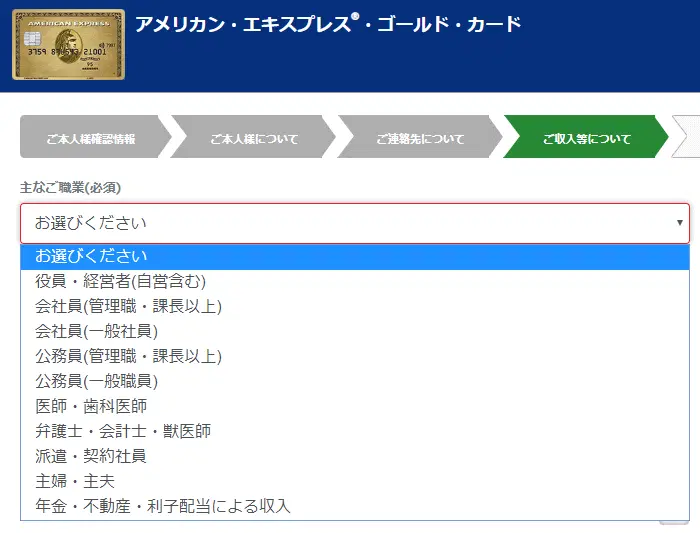 アメリカン・エキスプレス®・ゴールド・カード
AMERICAN EXPRESS
ご本人様確認情報
ご本人様について
ご連絡先について
ご収入等について
主なご職業(必須)
お選びください
お選びください
役員・経営者(自営含む)
会社員(管理職・課長以上)
会社員(一般社員)
公務員(管理職・課長以上)
公務員(一般職員)
医師・歯科医師
弁護士・会計士・獣医師
派遣・契約社員
主婦・主夫
年金・不動産・利子配当による収入